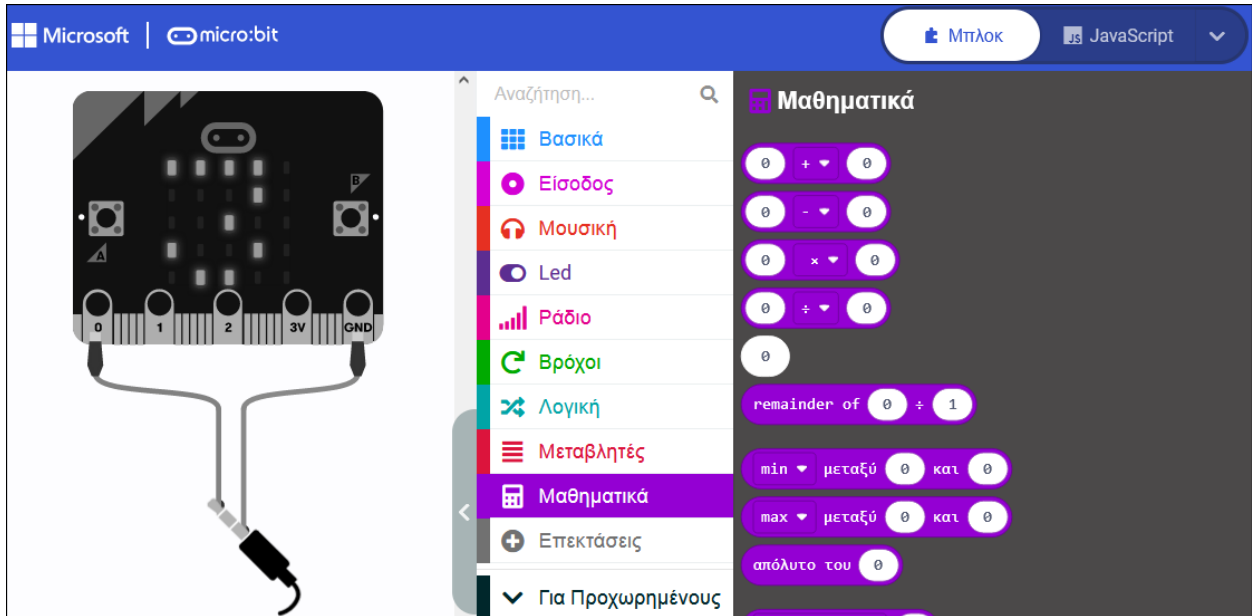 Microsoft micro:bit
Μπλοκ
JavaScript
B
A
0 1 2 3V GND
Αναζήτηση...
Βασικά
Είσοδος
Μουσική
Led
Ράδιο
Βρόχοι
Λογική
Μεταβλητές
Μαθηματικά
Επεκτάσεις
Για Προχωρημένους
Μαθηματικά
0 + 0
0 - 0
0 × 0
0 ÷ 0
0
remainder of 0 ÷ 1
min μεταξύ 0 και 0
max μεταξύ 0 και 0
απόλυτο του 0